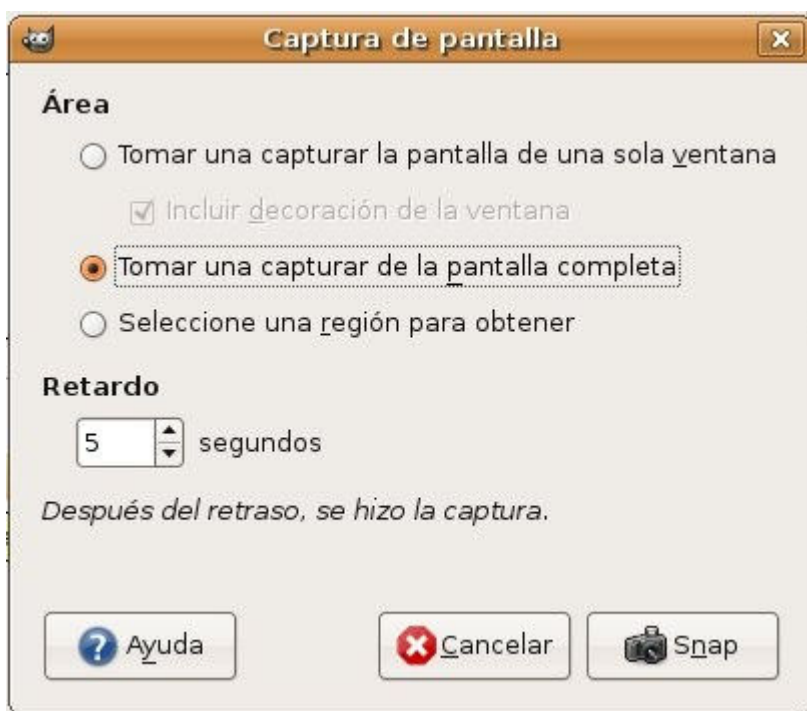 Captura de pantalla
Área
Tomar una capturar la pantalla de una sola ventana
Incluir decoración de la ventana
Tomar una capturar de la pantalla completa
Seleccione una región para obtener
Retardo
5 segundos
Después del retraso, se hizo la captura.
Ayuda Cancelar Snap